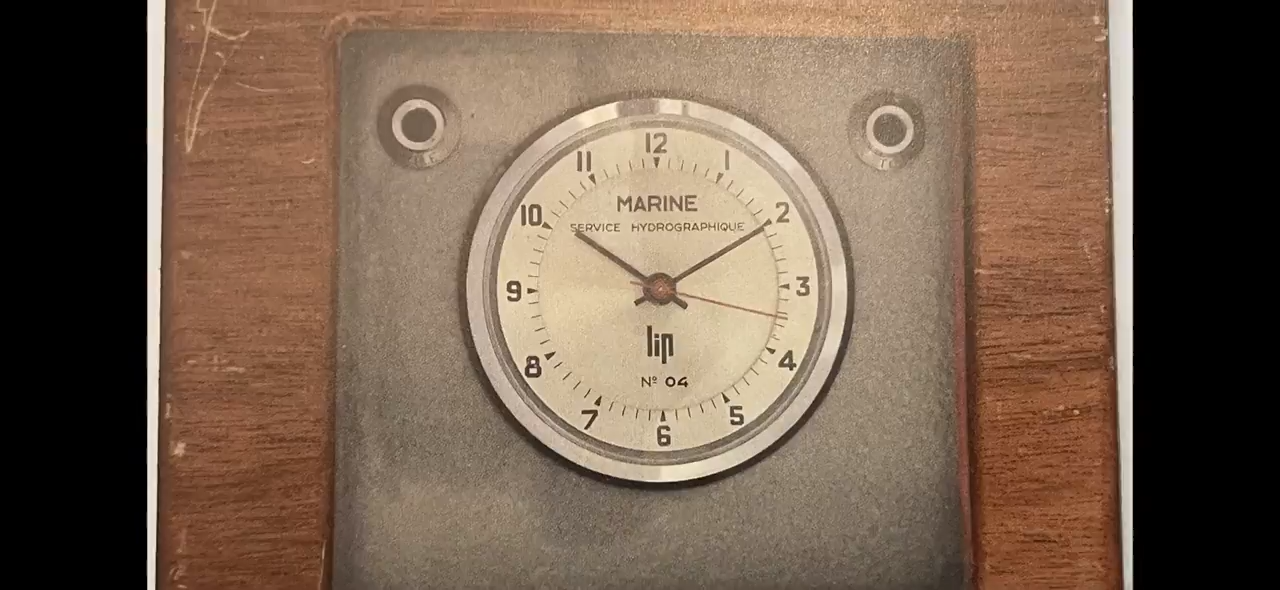 12
11 1
10 2
MARINE
SERVICE HYDROGRAPHIQUE
9 3
lip
8 4
Nº 04
7 5
6